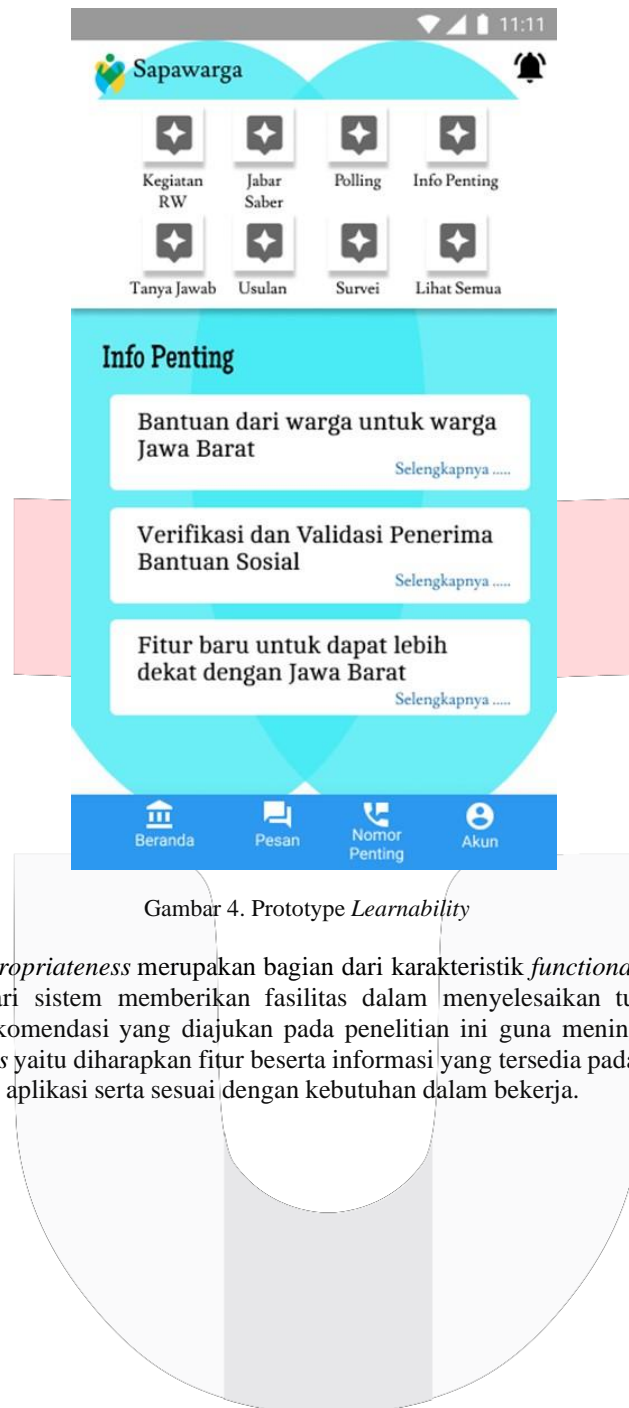 11:11
Sapawarga
Kegiatan RW
Jabar Saber
Polling
Info Penting
Tanya Jawab
Usulan
Survei
Lihat Semua
Info Penting
Bantuan dari warga untuk warga
Jawa Barat
Selengkapnya .....
Verifikasi dan Validasi Penerima
Bantuan Sosial
Selengkapnya .....
Fitur baru untuk dapat lebih
dekat dengan Jawa Barat
Selengkapnya .....
Beranda
Pesan
Nomor
Penting
Akun
Gambar 4. Prototype Learnability
ropriateness merupakan bagian dari karakteristik functiona
ri sistem memberikan fasilitas dalam menyelesaikan tu
komendasi yang diajukan pada penelitian ini guna menin
s yaitu diharapkan fitur beserta informasi yang tersedia pada
aplikasi serta sesuai dengan kebutuhan dalam bekerja.